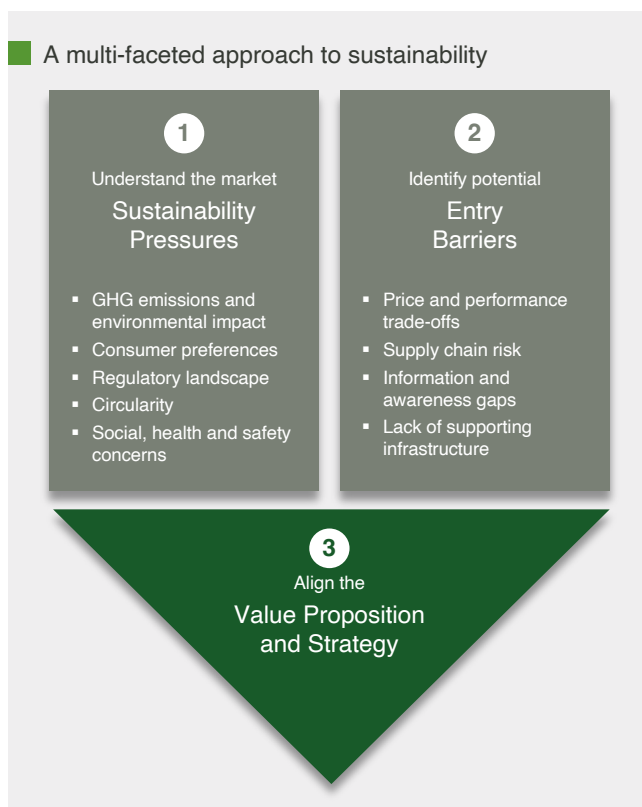 A multi-faceted approach to sustainability
1
Understand the market
Sustainability
Pressures
▪ GHG emissions and
environmental impact
▪ Consumer preferences
▪ Regulatory landscape
▪ Circularity
▪ Social, health and safety
concerns
2
Identify potential
Entry
Barriers
▪ Price and performance
trade-offs
▪ Supply chain risk
▪ Information and
awareness gaps
▪ Lack of supporting
infrastructure
3
Align the
Value Proposition
and Strategy